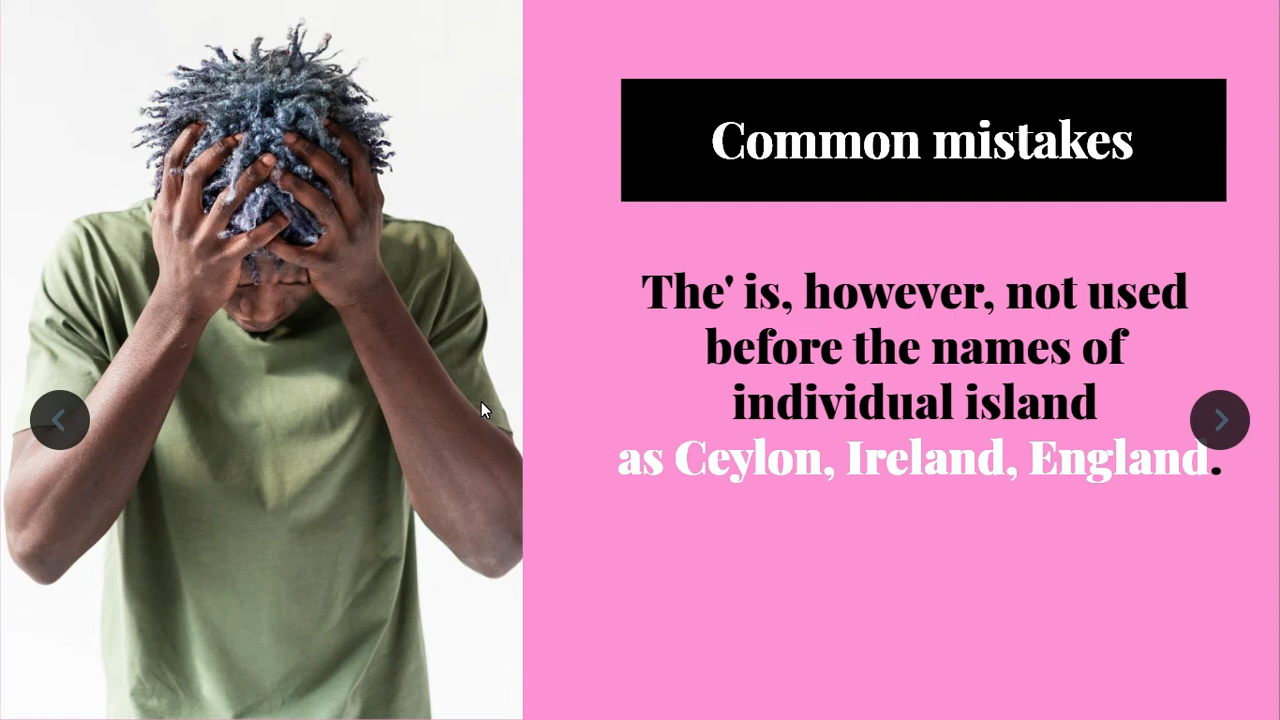 Common mistakes
The' is, however, not used
before the names of
individual island
as Ceylon, Ireland, England.